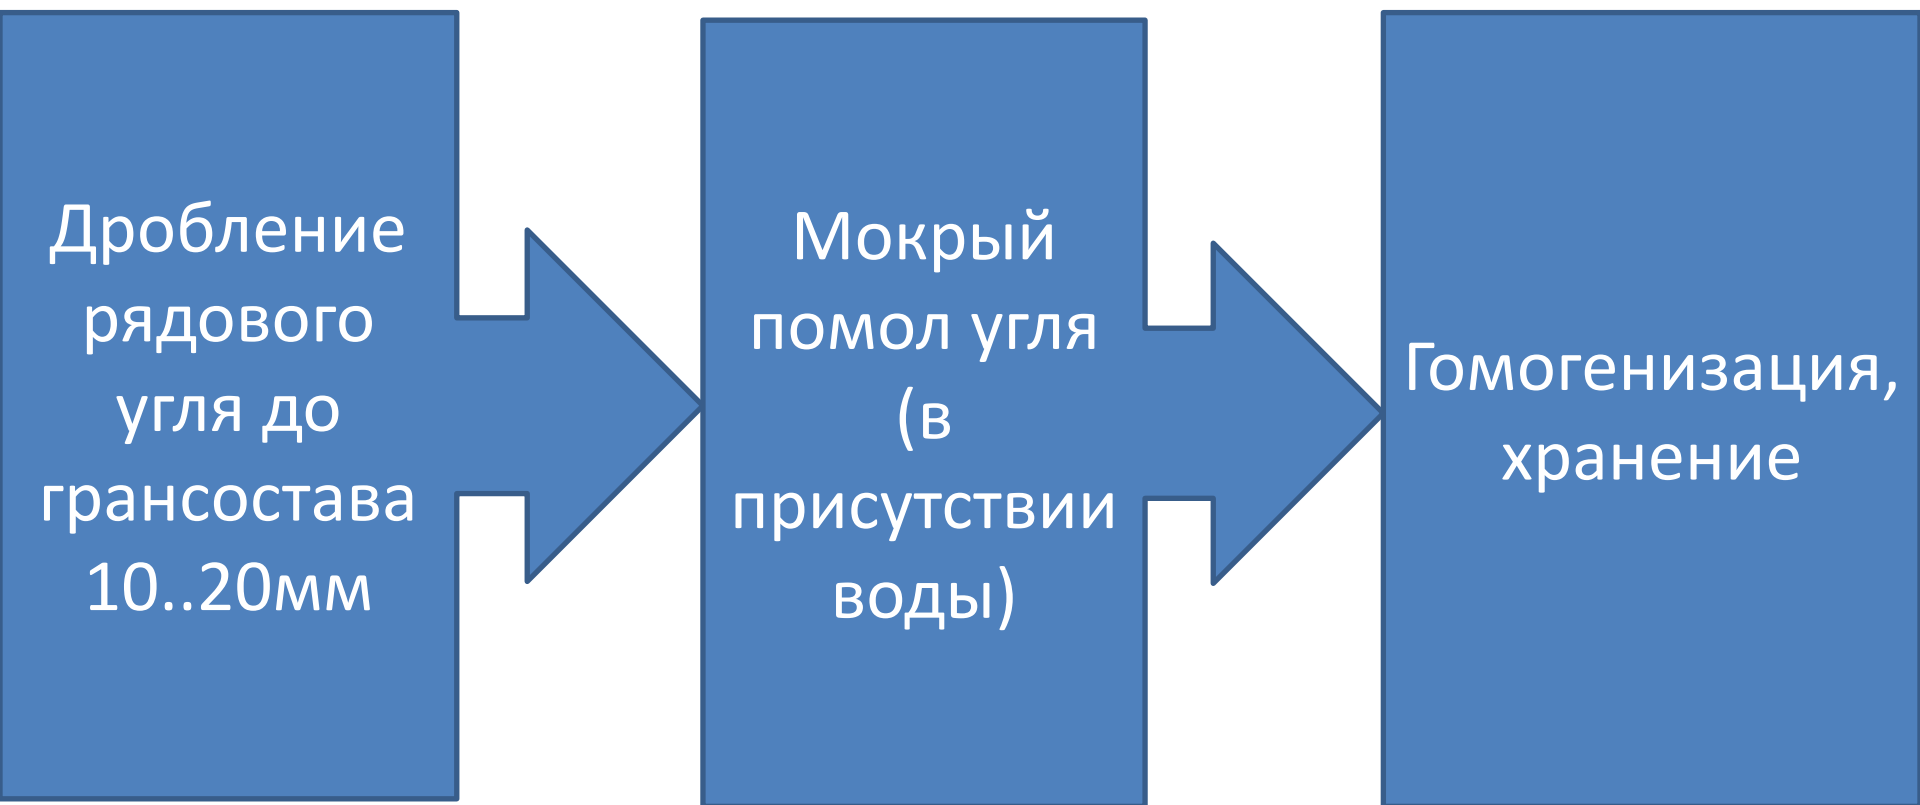 Дробление
рядового
угля до
грансостава
10..20мм
Мокрый
помол угля
(в
присутствии
воды)
Гомогенизация,
хранение